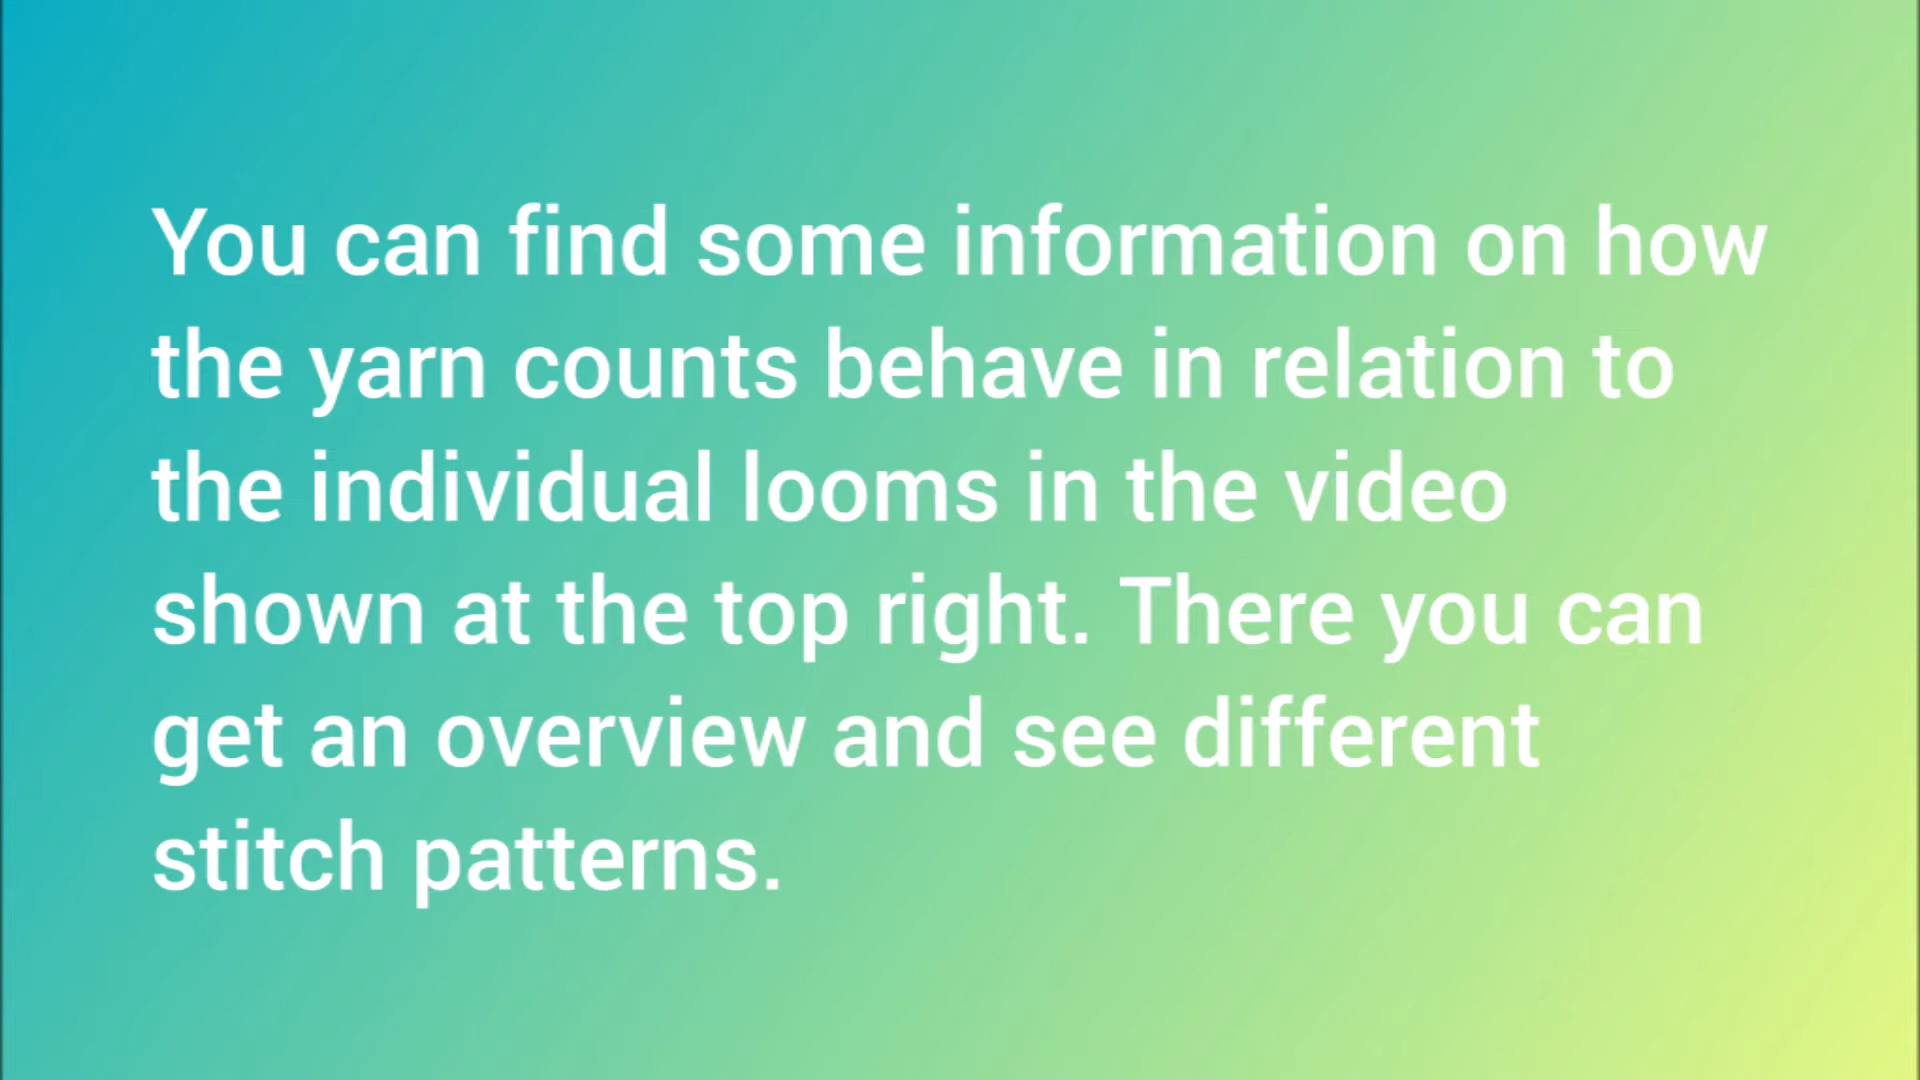 You can find some information on how
the yarn counts behave in relation to
the individual looms in the video
shown at the top right. There you can
get an overview and see different
stitch patterns.